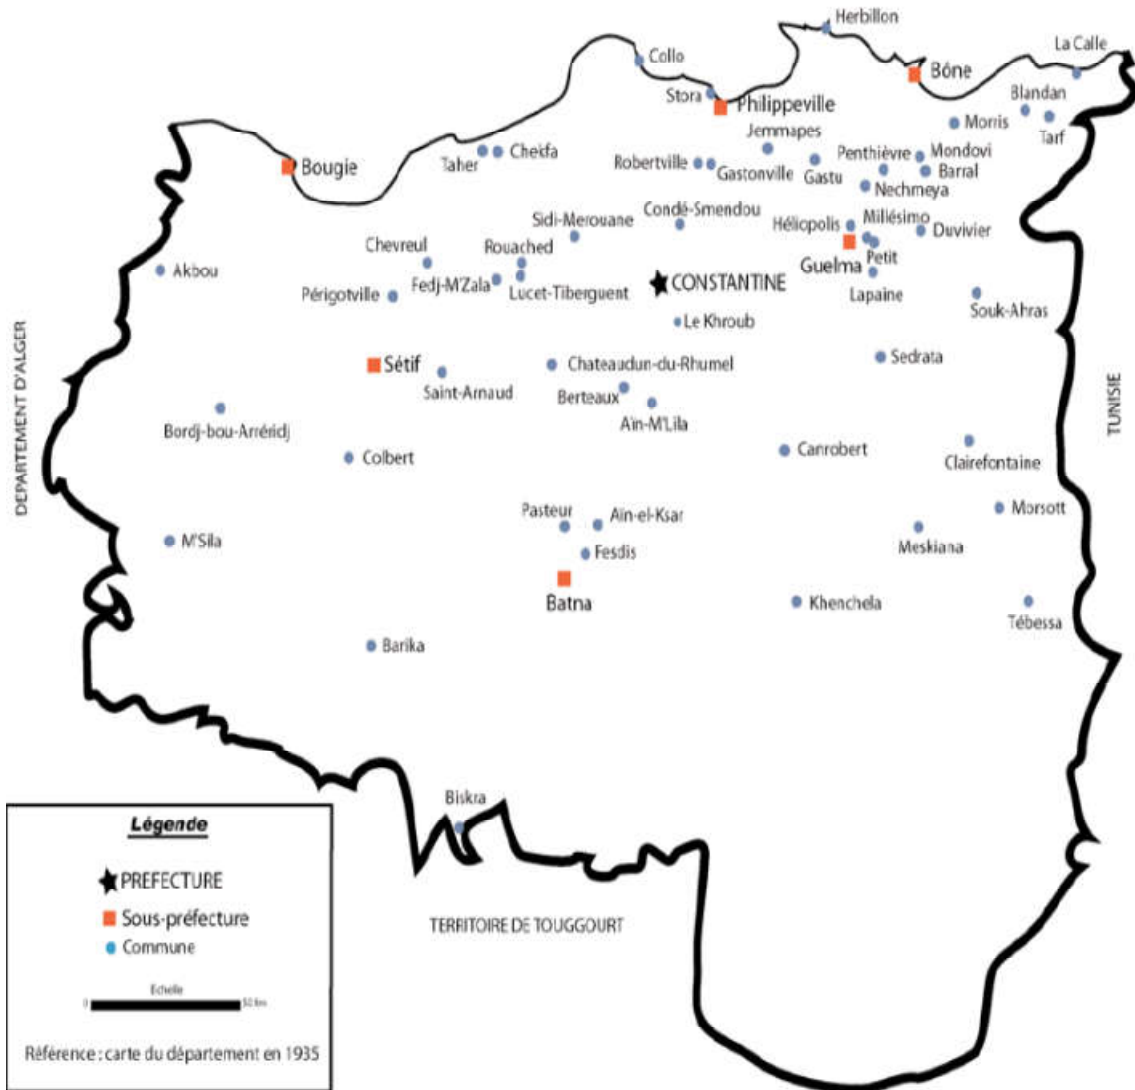 Herbillon
La Calle
Collo
Bône
Stora
Philippeville
Blandan
Jemmapes
Morris
Tarf
Taher
Chekfa
Bougie
Robertville
Gastonville
Gastu
Penthièvre
Mondovi
Barral
Nechmeya
Condé-Smendou
Sidi-Merouane
Héliopolis
Millésimo
Duvivier
Chevreul
Rouached
Guelma
Petit
Akbou
Fedj-M'Zala
Lucet-Tiberguent
CONSTANTINE
Lapaine
Périgotville
Souk-Ahras
Le Khroub
DEPARTEMENT D'ALGER
TUNISIE
Sétif
Saint-Arnaud
Chateaudun-du-Rhumel
Sedrata
Berteaux
Aïn-M'Lila
Bordj-bou-Arréridj
Colbert
Canrobert
Clairefontaine
Pasteur
Aïn-el-Ksar
Morsott
M'Sila
Fesdis
Meskiana
Batna
Khenchela
Tébessa
Barika
Biskra
TERRITOIRE DE TOUGGOURT
Légende
PREFECTURE
Sous-préfecture
Commune
Echelle
0 50 km
Référence : carte du département en 1935